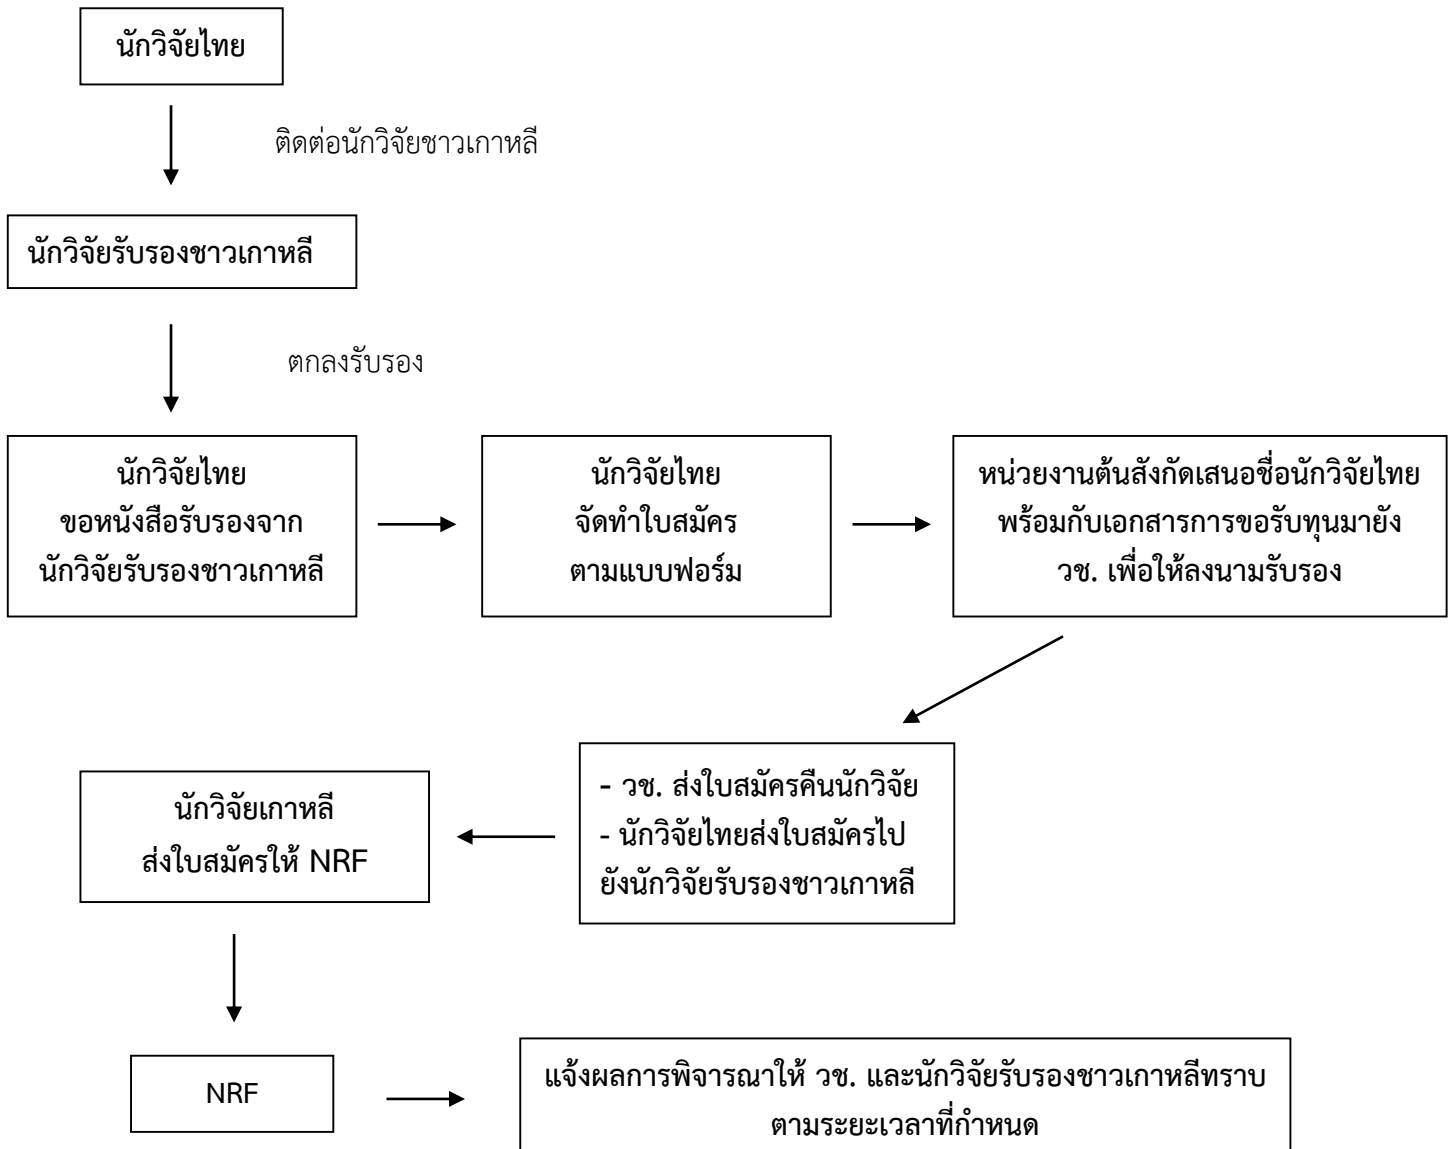 นักวิจัยไทย
ติดต่อนักวิจัยชาวเกาหลี
นักวิจัยรับรองชาวเกาหลี
ตกลงรับรอง
นักวิจัยไทย
ขอหนังสือรับรองจาก
นักวิจัยรับรองชาวเกาหลี
นักวิจัยไทย
จัดทำใบสมัคร
ตามแบบฟอร์ม
หน่วยงานต้นสังกัดเสนอชื่อนักวิจัยไทย
พร้อมกับเอกสารการขอรับทุนมายัง
วช. เพื่อให้ลงนามรับรอง
- วช. ส่งใบสมัครคืนนักวิจัย
- นักวิจัยไทยส่งใบสมัครไป
ยังนักวิจัยรับรองชาวเกาหลี
นักวิจัยเกาหลี
ส่งใบสมัครให้ NRF
NRF
แจ้งผลการพิจารณาให้ วช. และนักวิจัยรับรองชาวเกาหลีทราบ
ตามระยะเวลาที่กำหนด